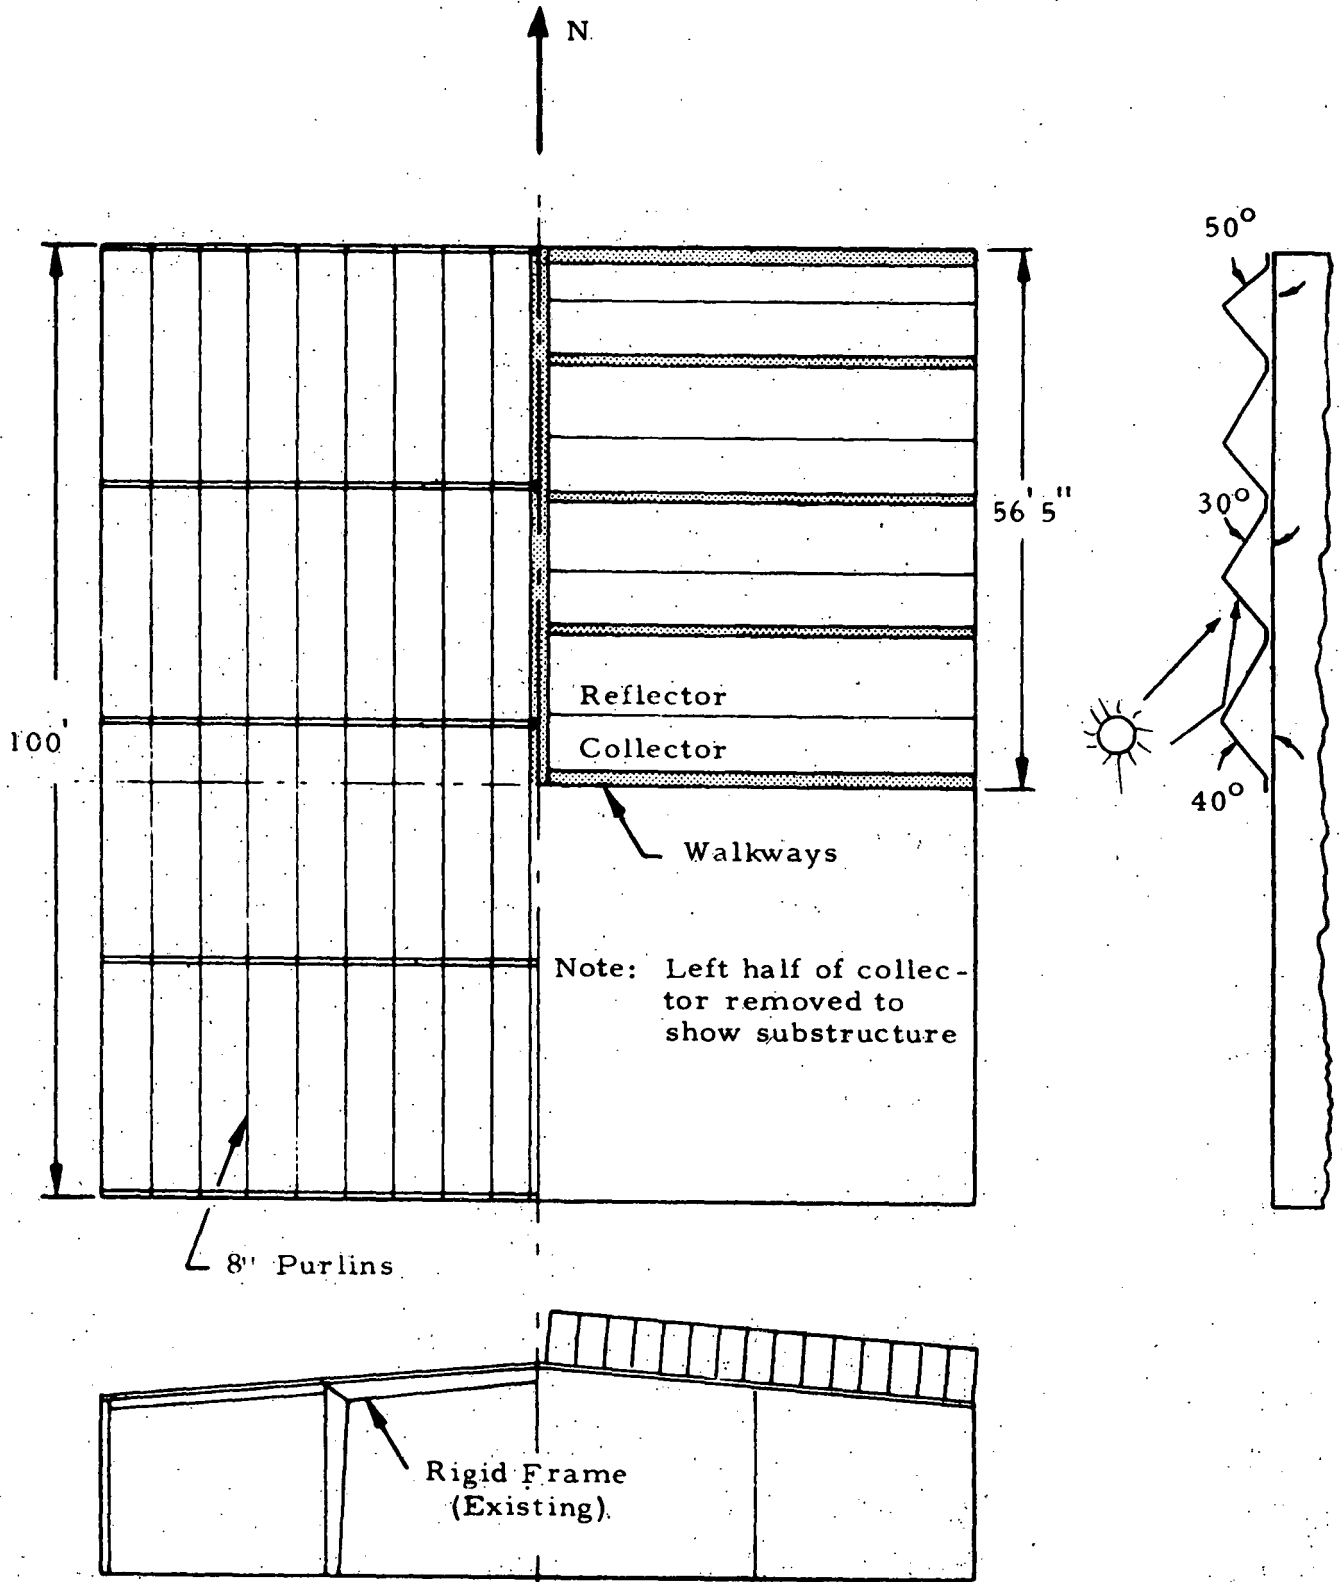 N
50°
56' 5"
30°
Reflector
100'
Collector
40°
Walkways
Note: Left half of collec-
tor removed to
show substructure
8" Purlins
Rigid Frame
(Existing)